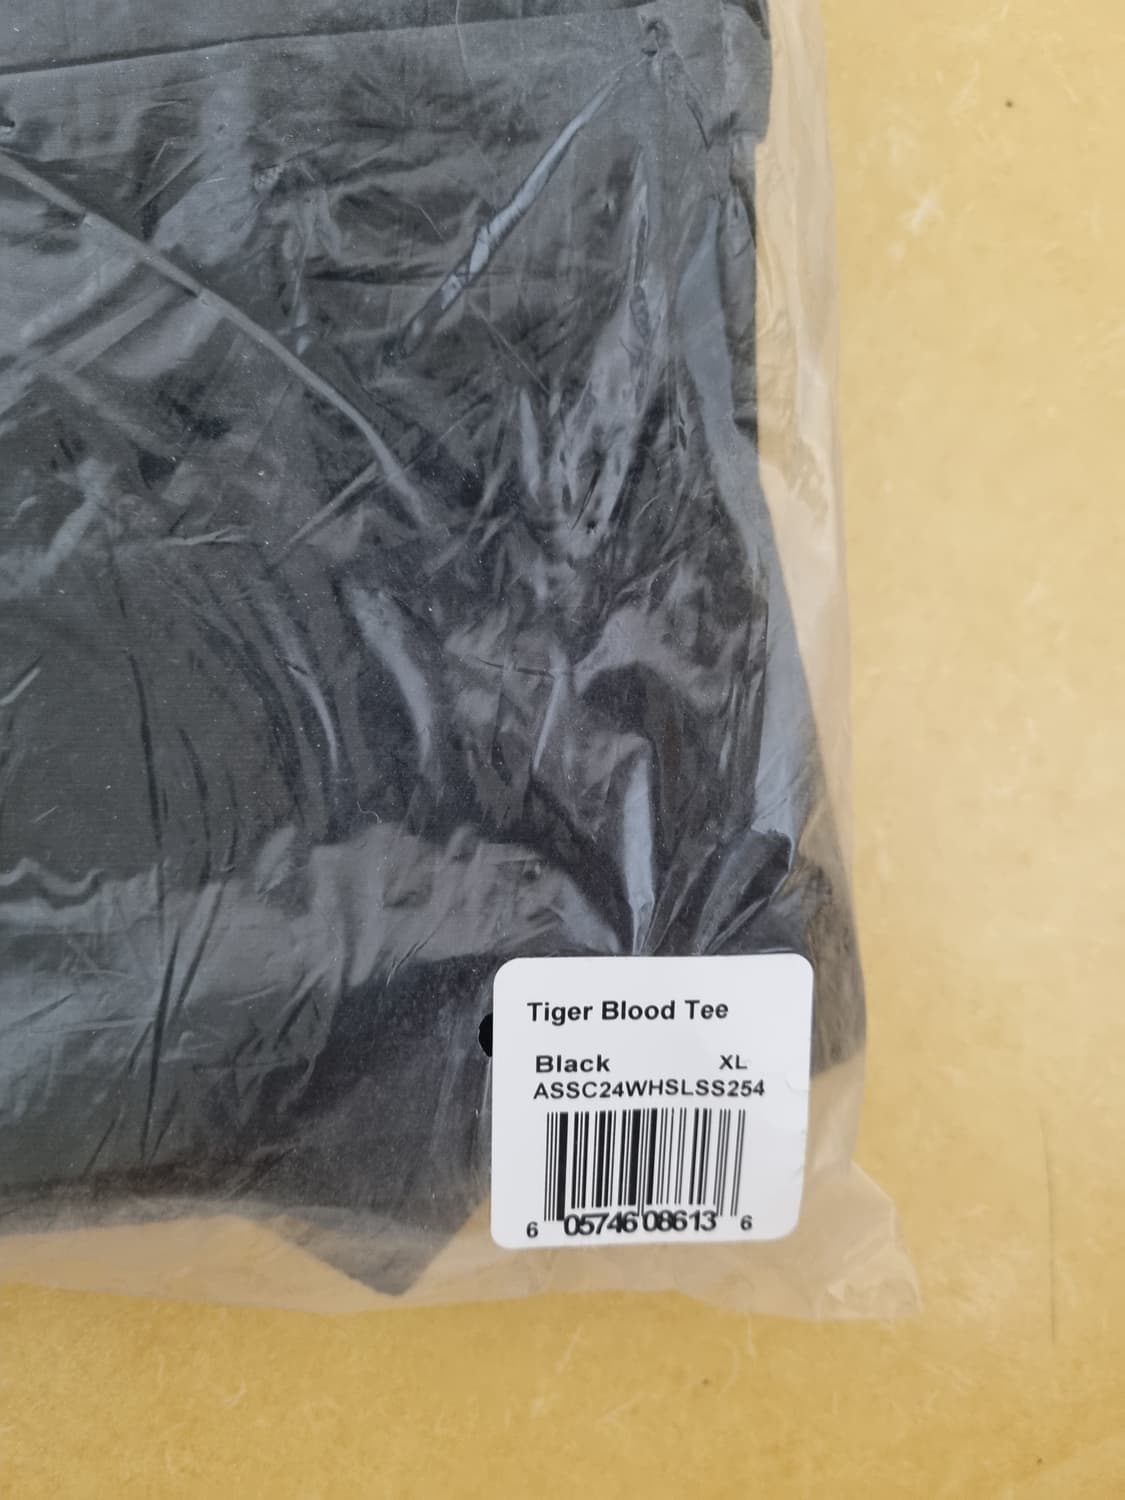 Tiger Blood Tee
Black XL
ASSC24WHSLSS254
6 05746 08613 6